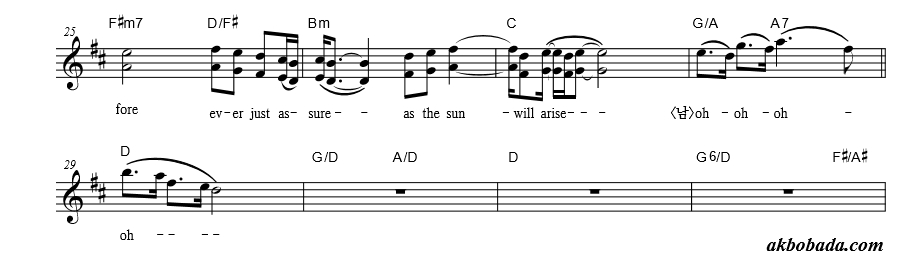 25 F#m7 D/F# Bm C G/A A7
fore ev-er just as- sure - - as the sun - will arise - - - 〈남〉oh - oh - oh -
29 D G/D A/D D G6/D F#/A#
oh - - - -
akbobada.com